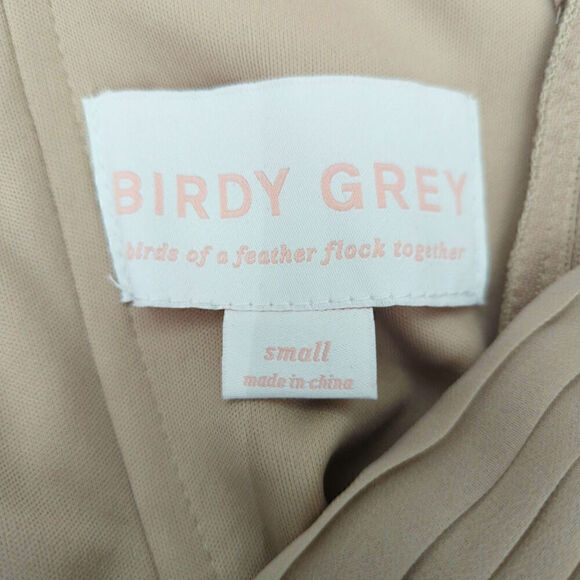 BIRDY GREY
birds of a feather flock together
small
made in china